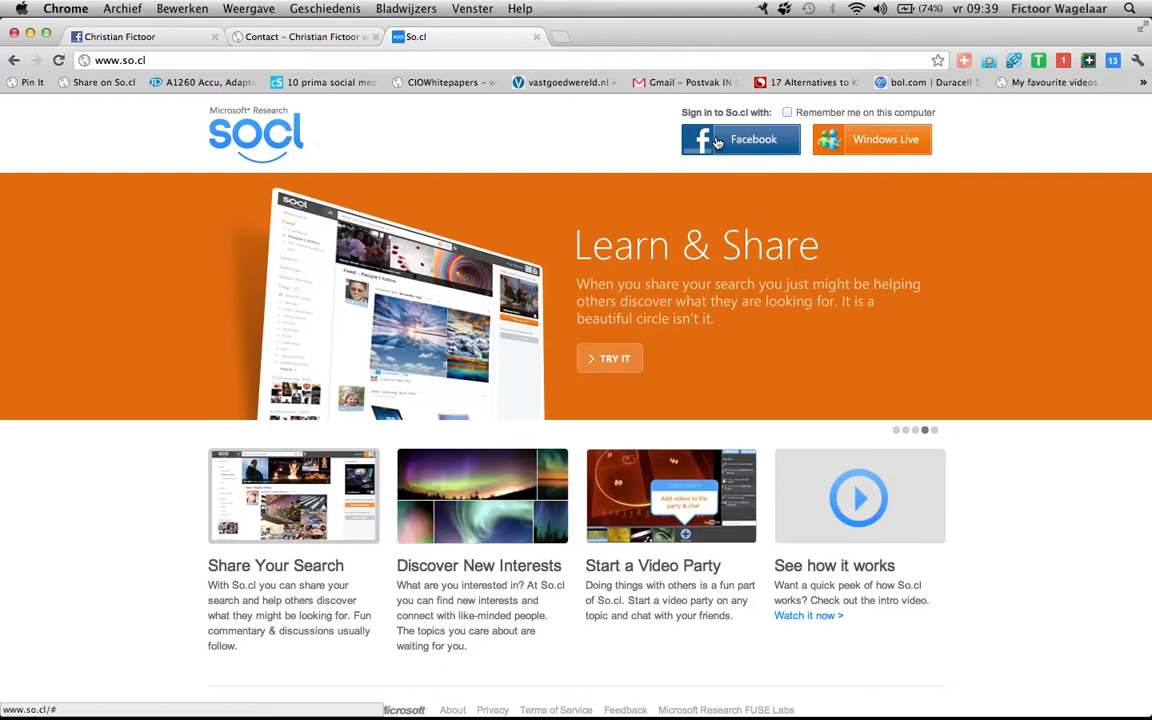 Chrome Archief Bewerken Weergave Geschiedenis Bladwijzers Venster Help (74%) vr 09:39 Fictoor Wagelaar
Christian Fictoor Contact – Christian Fictoor v So.cl
www.so.cl
Pin It Share on So.cl A1260 Accu, Adapte 10 prima social med CIOWhitepapers – w vastgoedwereld.nl Gmail – Postvak IN ( 17 Alternatives to K bol.com | Duracell S My favourite videos »
Microsoft® Research
socl
Sign in to So.cl with: Remember me on this computer
Facebook Windows Live
socl
Learn & Share
When you share your search you just might be helping
others discover what they are looking for. It is a
beautiful circle isn't it.
> TRY IT
VIDEO PARTY
Add videos to the
party & chat
Share Your Search
With So.cl you can share your
search and help others discover
what they might be looking for. Fun
commentary & discussions usually
follow.
Discover New Interests
What are you interested in? At So.cl
you can find new interests and
connect with like-minded people.
The topics you care about are
waiting for you.
Start a Video Party
Doing things with others is a fun part
of So.cl. Start a video party on any
topic and chat with your friends.
See how it works
Want a quick peek of how So.cl
works? Check out the intro video.
Watch it now >
www.so.cl/# Microsoft About Privacy Terms of Service Feedback Microsoft Research FUSE Labs